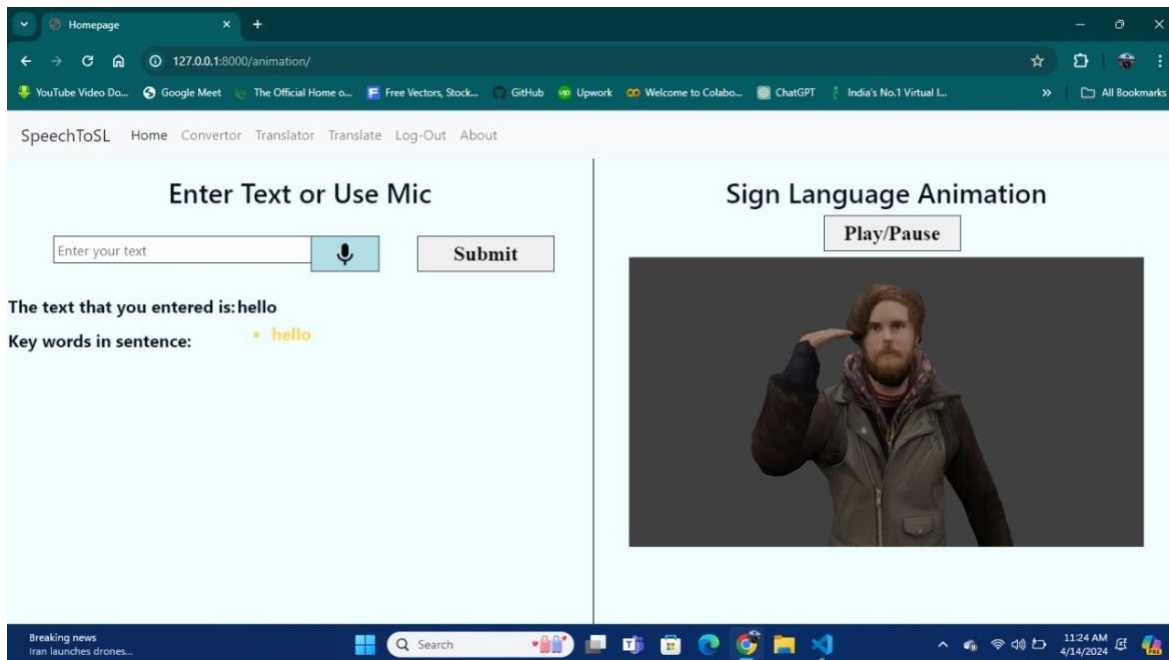 Homepage
127.0.0.1:8000/animation/
YouTube Video Do... Google Meet The Official Home o... Free Vectors, Stock... GitHub Upwork Welcome to Colabo... ChatGPT India's No.1 Virtual I... » All Bookmarks
SpeechToSL Home Convertor Translator Translate Log-Out About
Enter Text or Use Mic
Enter your text
Submit
The text that you entered is:hello
Key words in sentence:
• hello
Sign Language Animation
Play/Pause
Breaking news
Iran launches drones...
Search
11:24 AM
4/14/2024